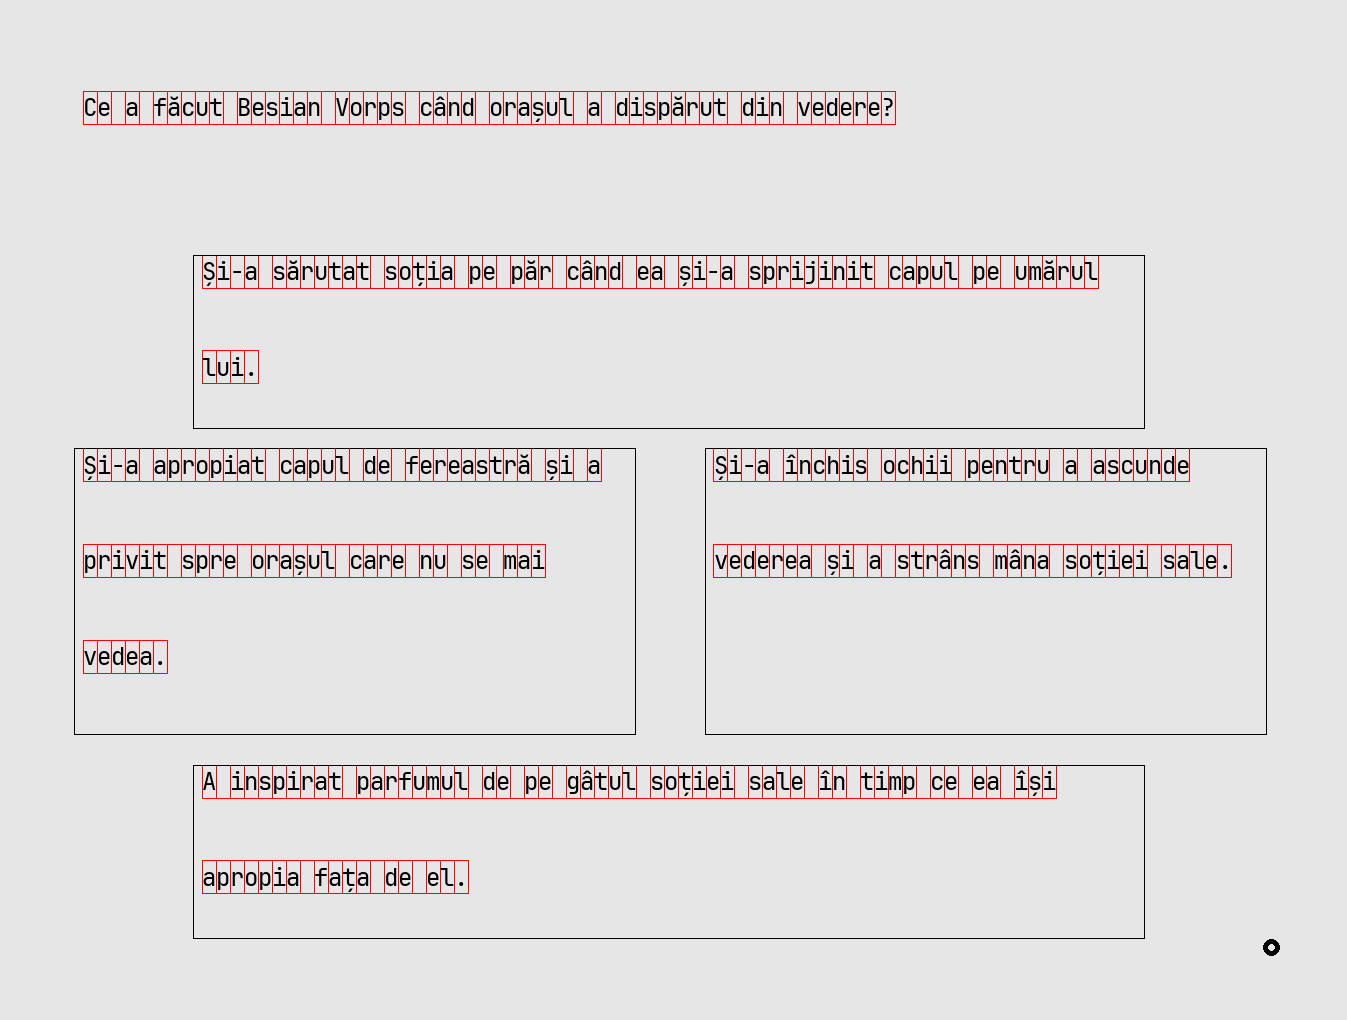 Ce a făcut Besian Vorps când orașul a dispărut din vedere?
Și-a sărutat soția pe păr când ea și-a sprijinit capul pe umărul
lui.
Și-a apropiat capul de fereastră și a
privit spre orașul care nu se mai
vedea.
Și-a închis ochii pentru a ascunde
vederea și a strâns mâna soției sale.
A inspirat parfumul de pe gâtul soției sale în timp ce ea își
apropia fața de el.